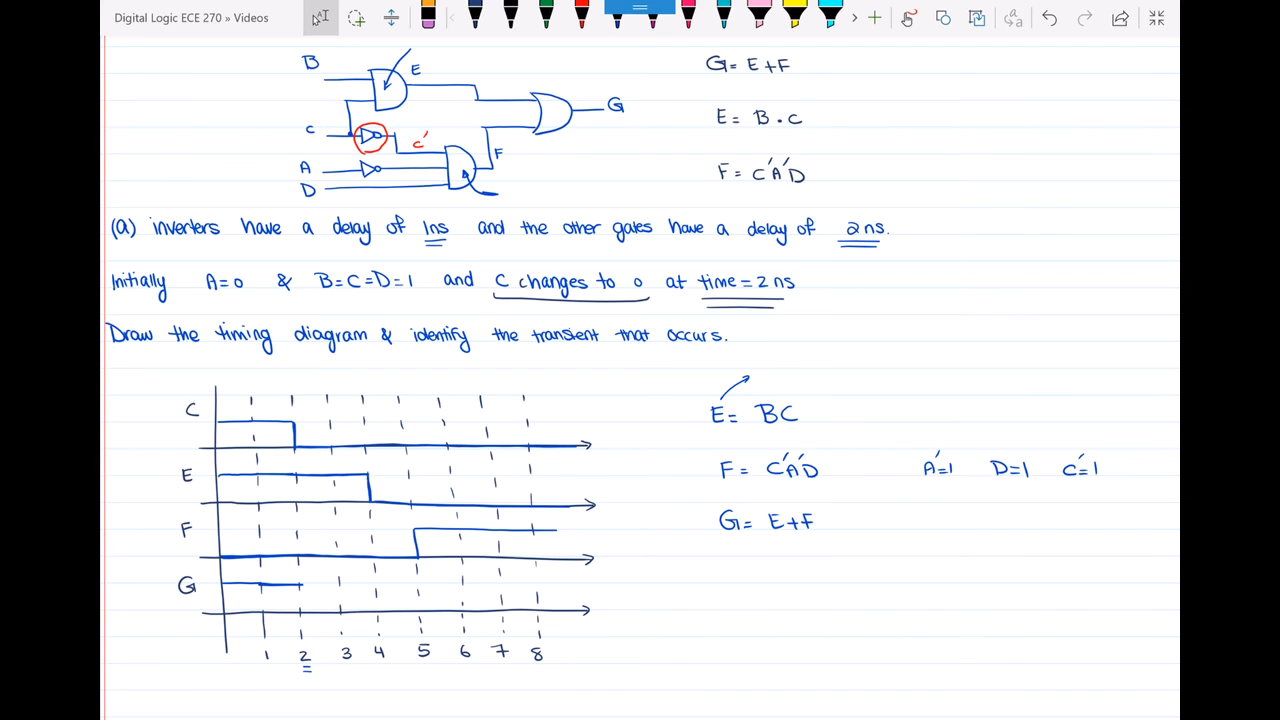 Digital Logic ECE 270 » Videos
B
E
G = E + F
G
E = B · C
C
C'
F
A
F = C'A'D
D
(a) inverters have a delay of 1ns and the other gates have a delay of 2ns.
Initially A=0 & B=C=D=1 and C changes to 0 at time = 2 ns
Draw the timing diagram & identify the transient that occurs.
C
E = BC
E
F = C'A'D A'=1 D=1 C'=1
F
G = E+F
G
1 2 3 4 5 6 7 8